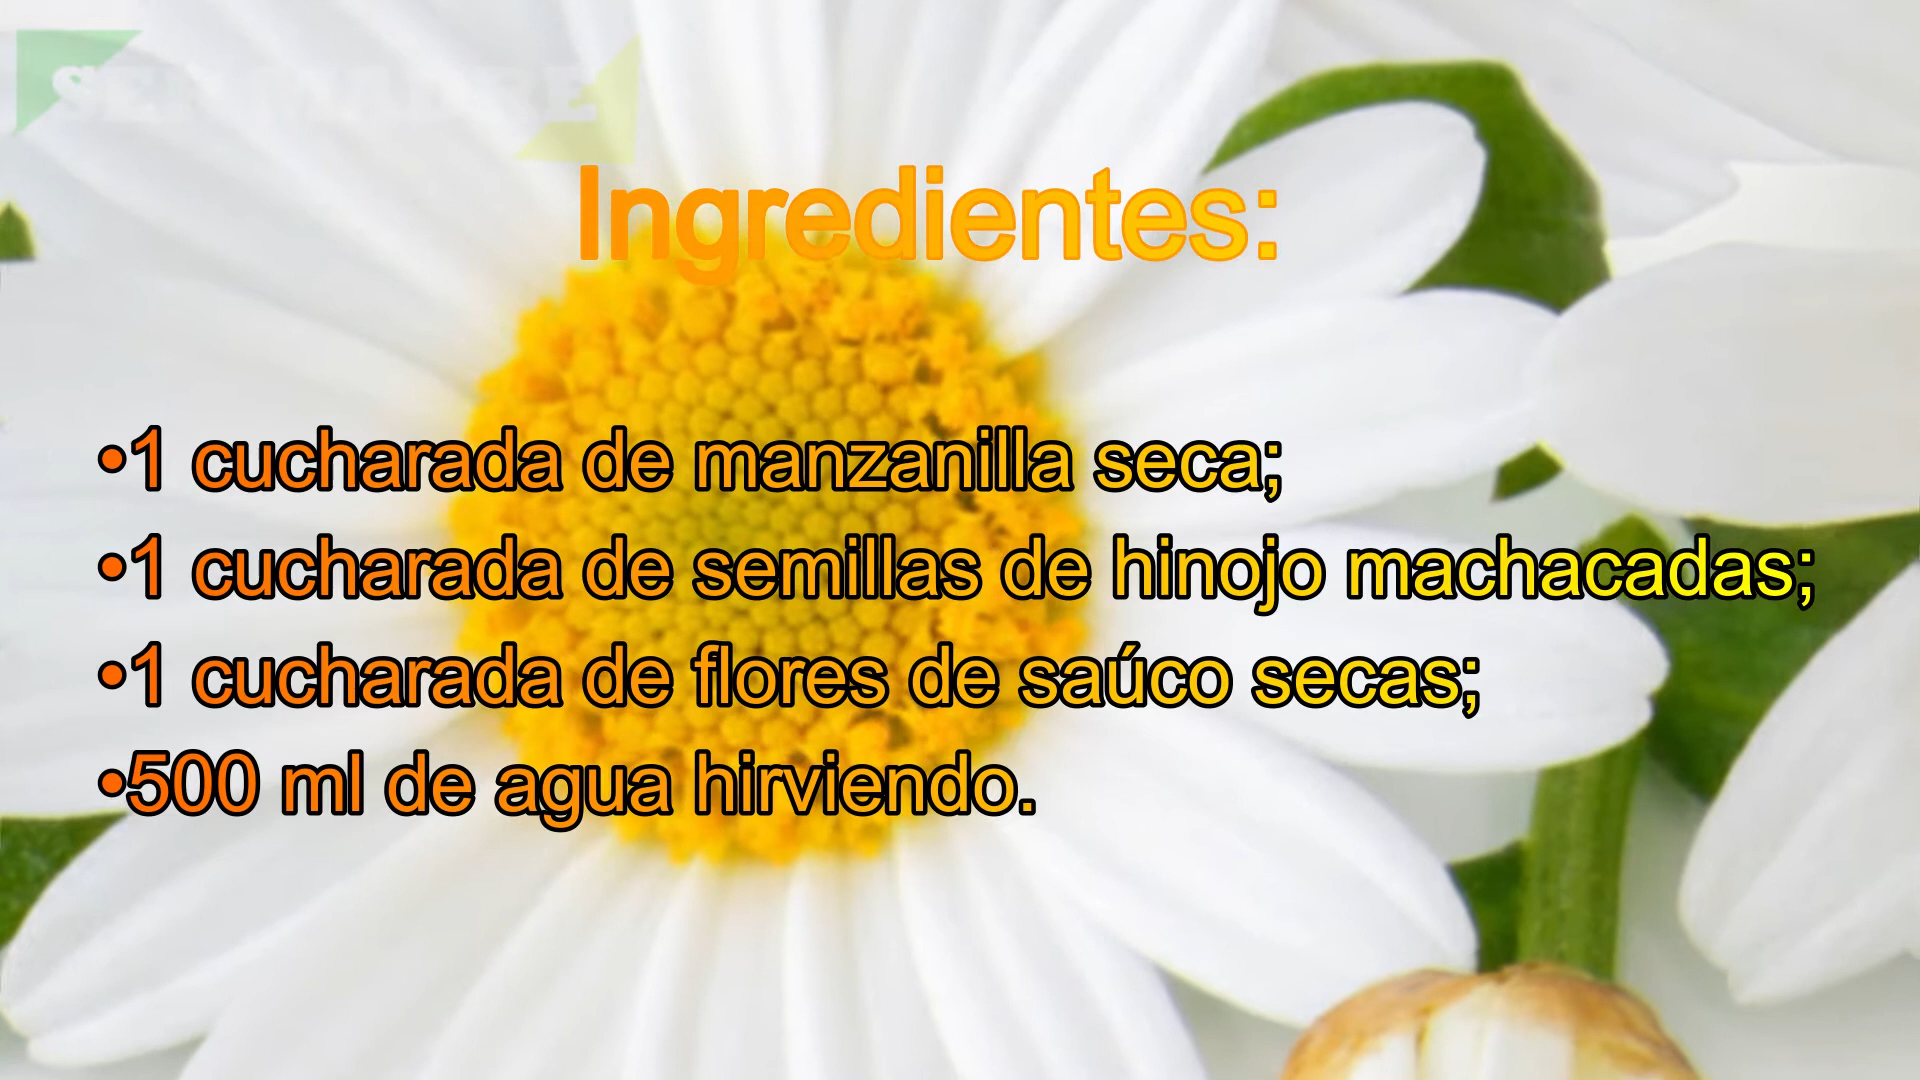 Ingredientes:
•1 cucharada de manzanilla seca;
•1 cucharada de semillas de hinojo machacadas;
•1 cucharada de flores de saúco secas;
•500 ml de agua hirviendo.